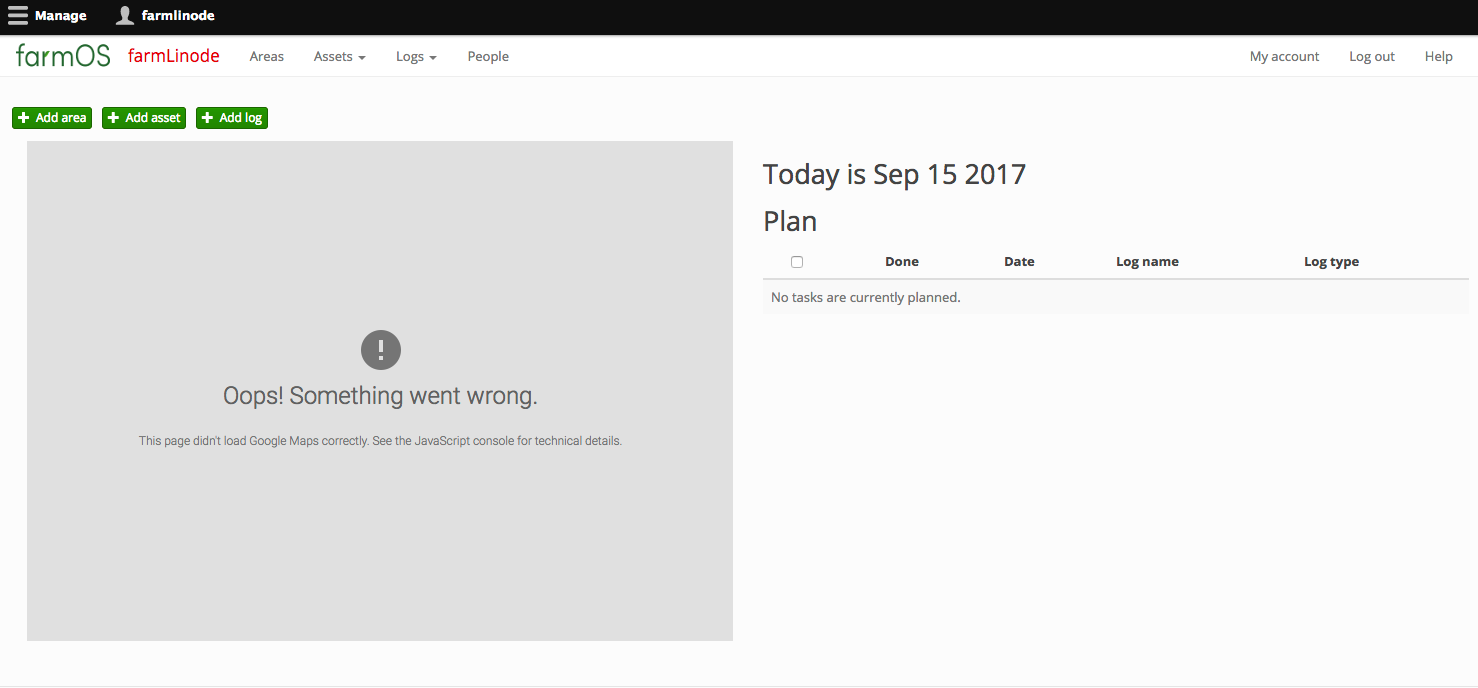 Manage farmlinode
farmOS farmLinode Areas Assets Logs People My account Log out Help
Add area Add asset Add log
Today is Sep 15 2017
Plan
Done Date Log name Log type
No tasks are currently planned.
Oops! Something went wrong.
This page didn't load Google Maps correctly. See the JavaScript console for technical details.